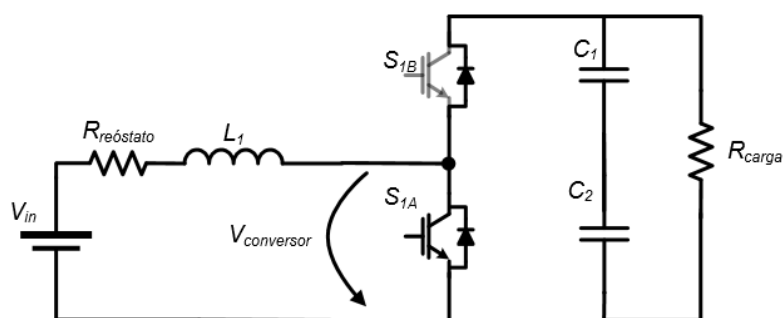 S1B
C1
Rreóstato
L1
Rcarga
S1A
C2
Vin
Vconversor